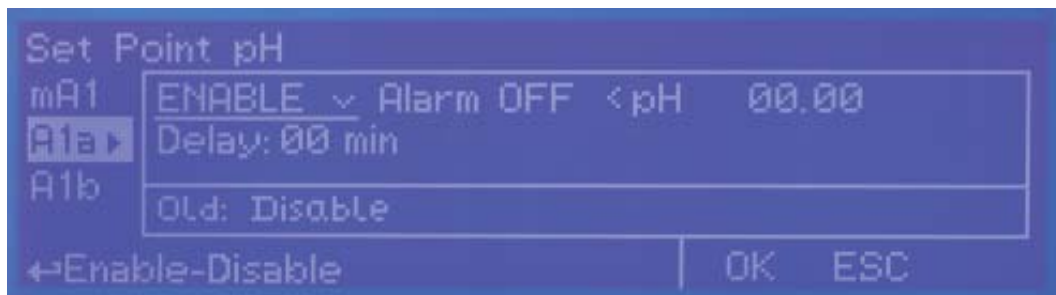 Set Point pH
mA1
ENABLE Alarm OFF < pH 00.00
A1a
Delay: 00 min
A1b
Old: Disable
↵Enable-Disable OK ESC